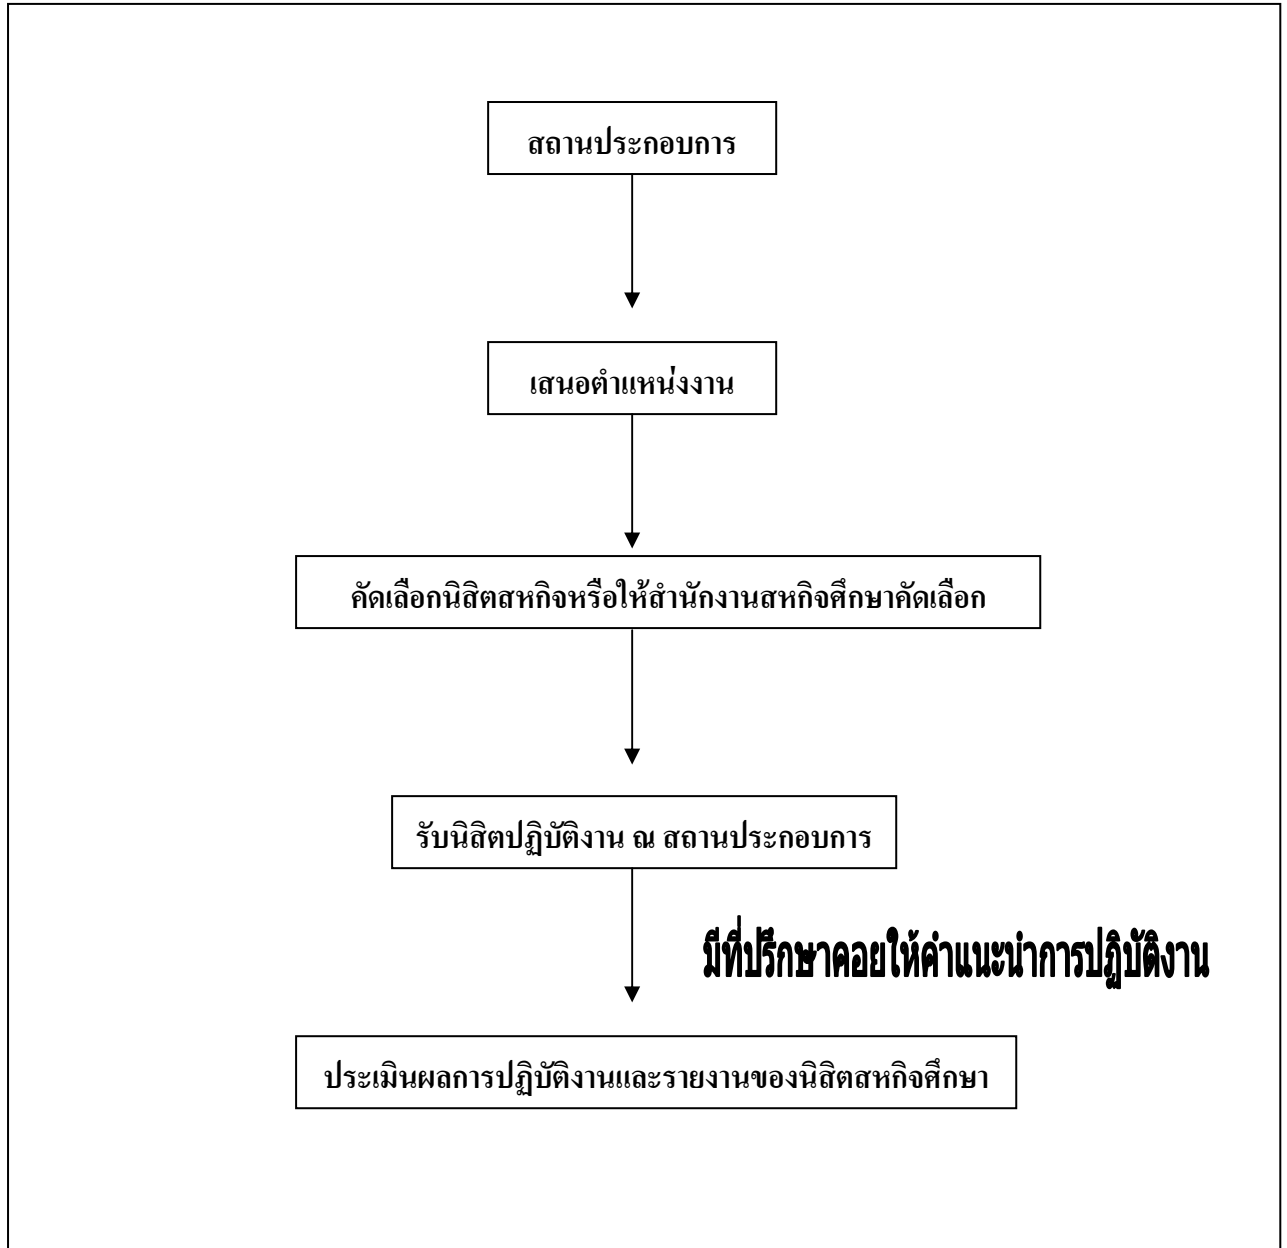 สถานประกอบการ
เสนอตำแหน่งงาน
คัดเลือกนิสิตสหกิจหรือให้สำนักงานสหกิจศึกษาคัดเลือก
รับนิสิตปฏิบัติงาน ณ สถานประกอบการ
มีที่ปรึกษาคอยให้คำแนะนำการปฏิบัติงาน
ประเมินผลการปฏิบัติงานและรายงานของนิสิตสหกิจศึกษา